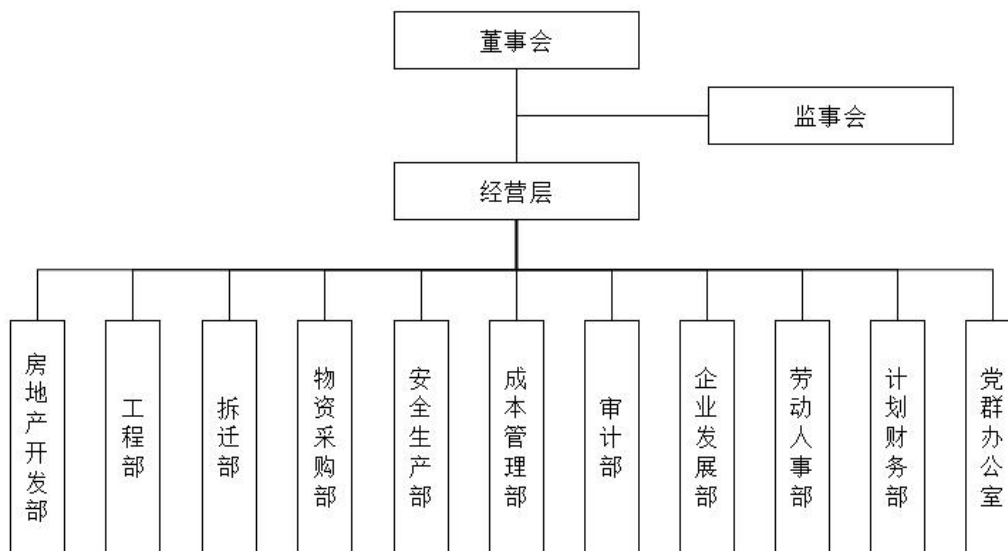 董事会
监事会
经营层
房地产开发部
工程部
拆迁部
物资采购部
安全生产部
成本管理部
审计部
企业发展部
劳动人事部
计划财务部
党群办公室